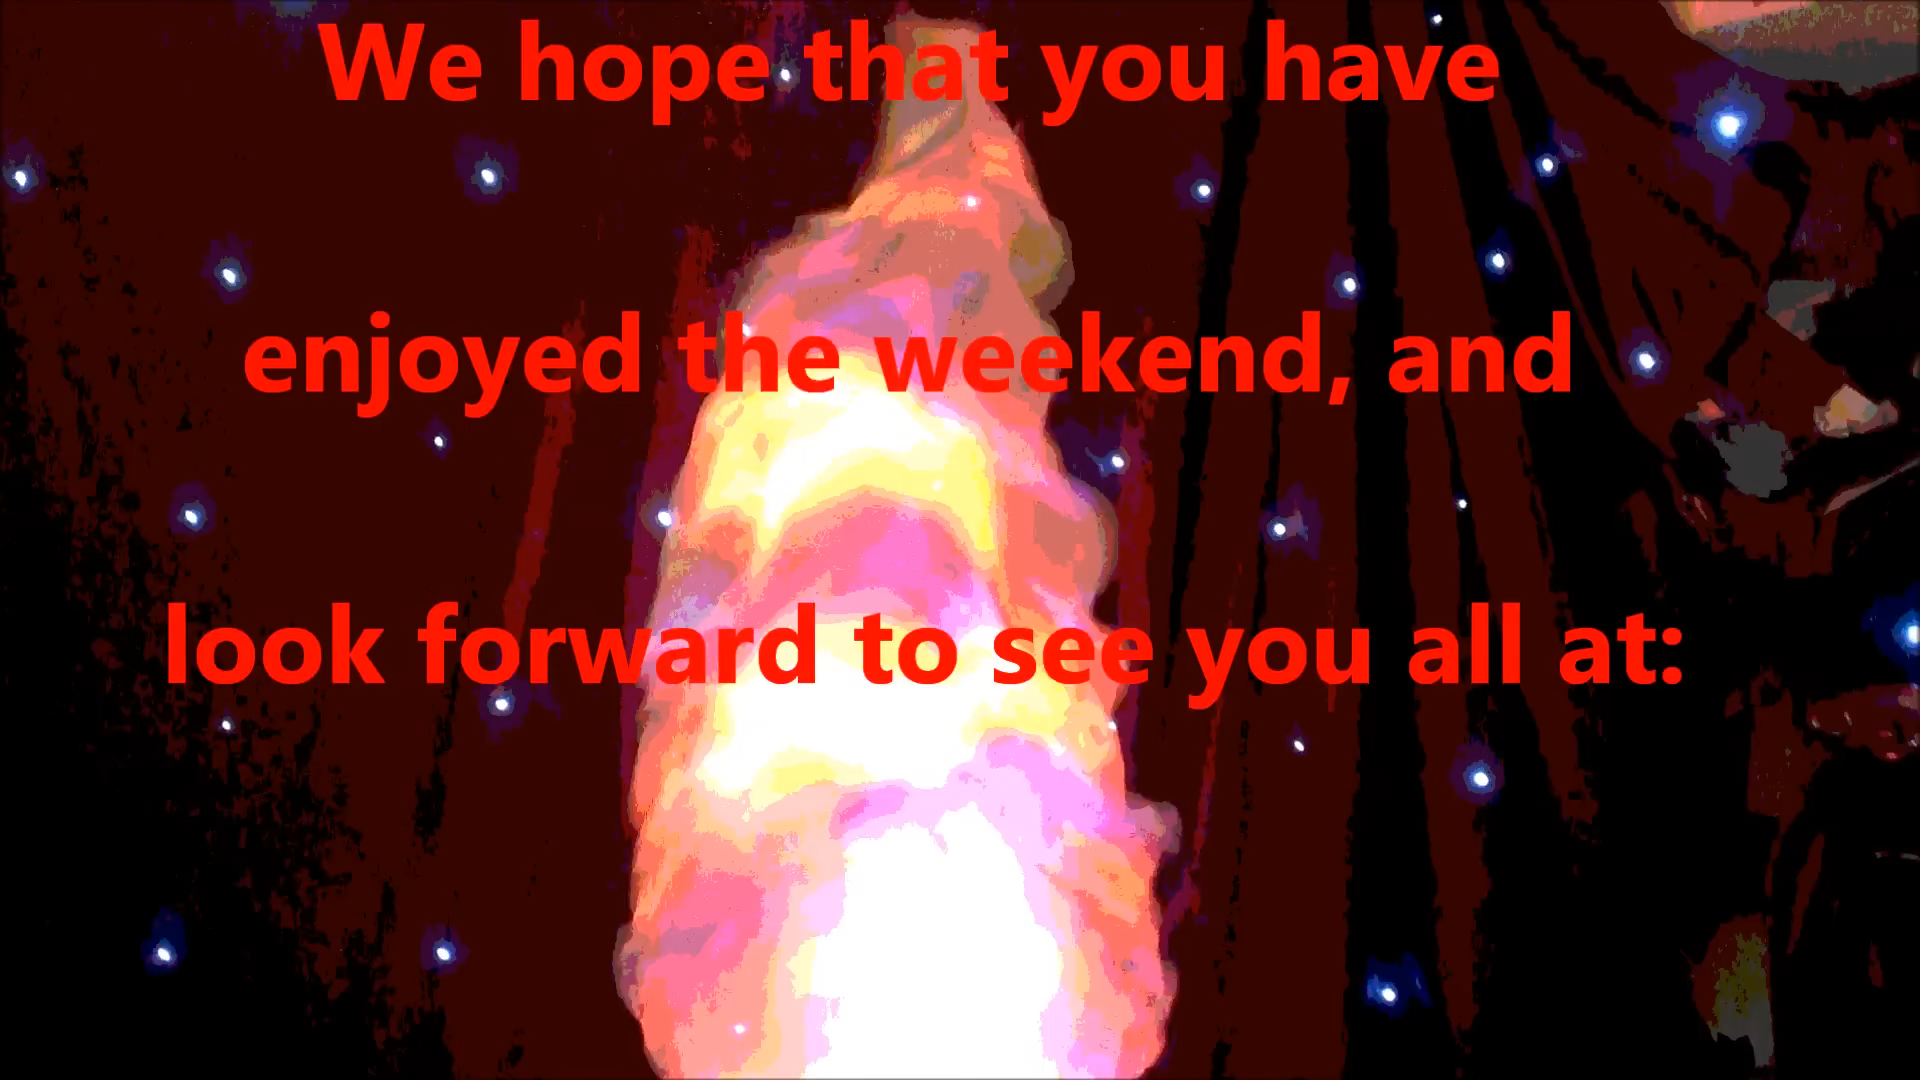 We hope that you have
enjoyed the weekend, and
look forward to see you all at: